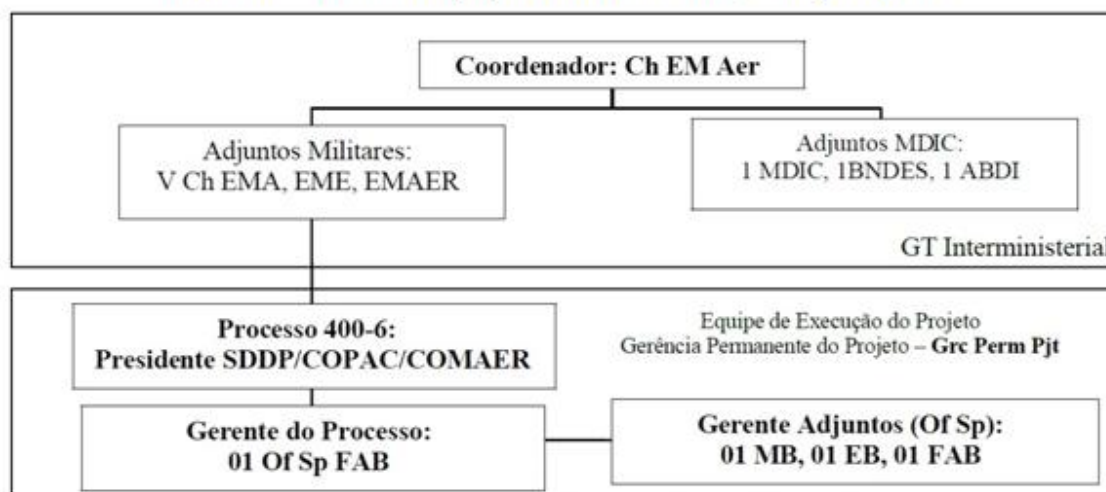 Coordenador: Ch EM Aer
Adjuntos Militares:
V Ch EMA, EME, EMAER
Adjuntos MDIC:
1 MDIC, 1BNDES, 1 ABDI
GT Interministerial
Processo 400-6:
Presidente SDDP/COPAC/COMAER
Equipe de Execução do Projeto
Gerência Permanente do Projeto – Grc Perm Pjt
Gerente do Processo:
01 Of Sp FAB
Gerente Adjuntos (Of Sp):
01 MB, 01 EB, 01 FAB